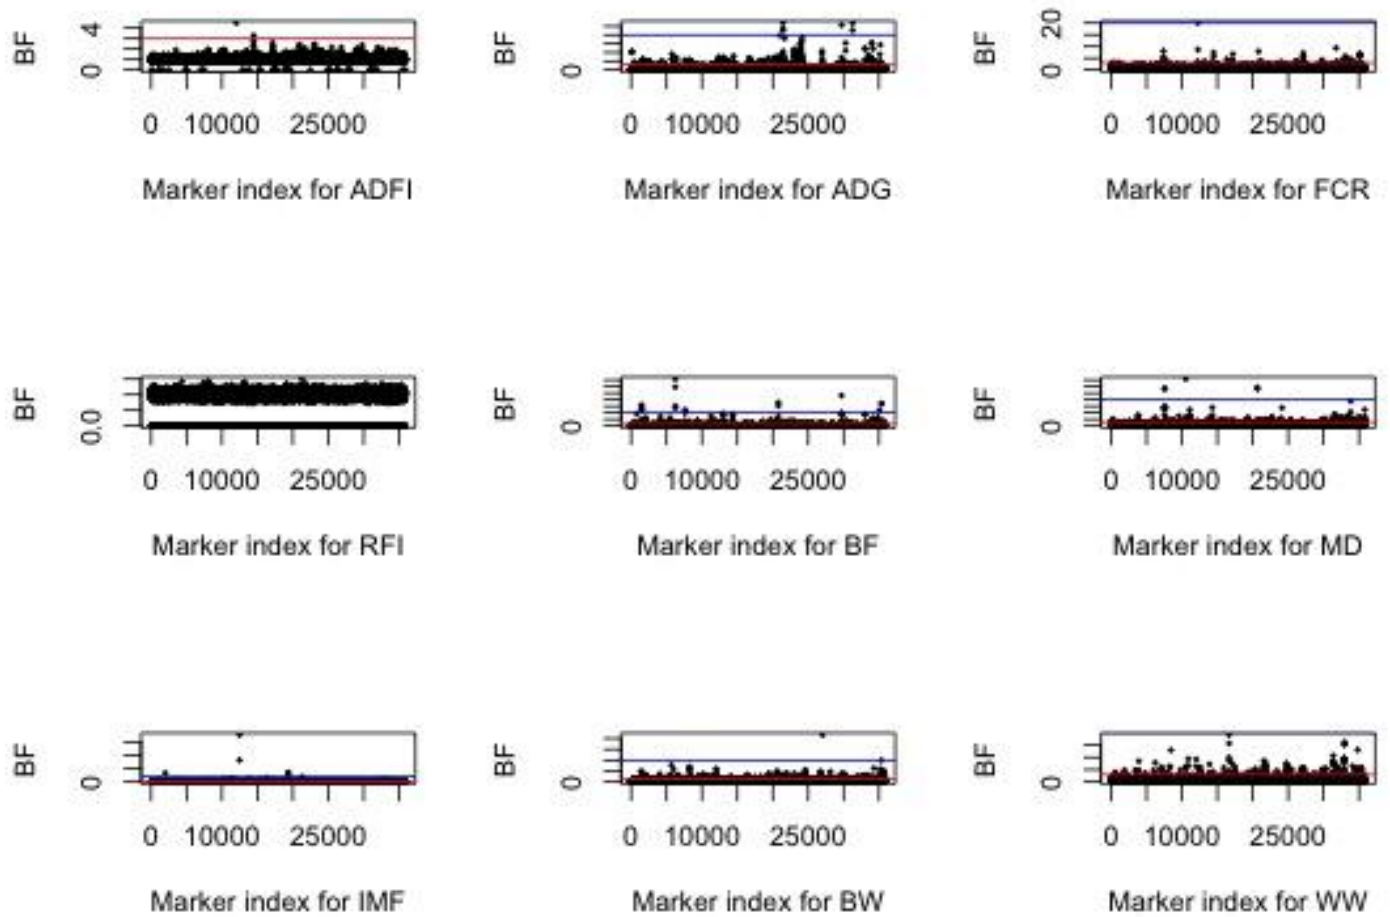 BF 0 4 BF 0 BF 0 20
0 10000 25000 0 10000 25000 0 10000 25000
Marker index for ADFI Marker index for ADG Marker index for FCR
BF 0.0 BF 0 BF 0
0 10000 25000 0 10000 25000 0 10000 25000
Marker index for RFI Marker index for BF Marker index for MD
BF 0 BF 0 BF 0
0 10000 25000 0 10000 25000 0 10000 25000
Marker index for IMF Marker index for BW Marker index for WW